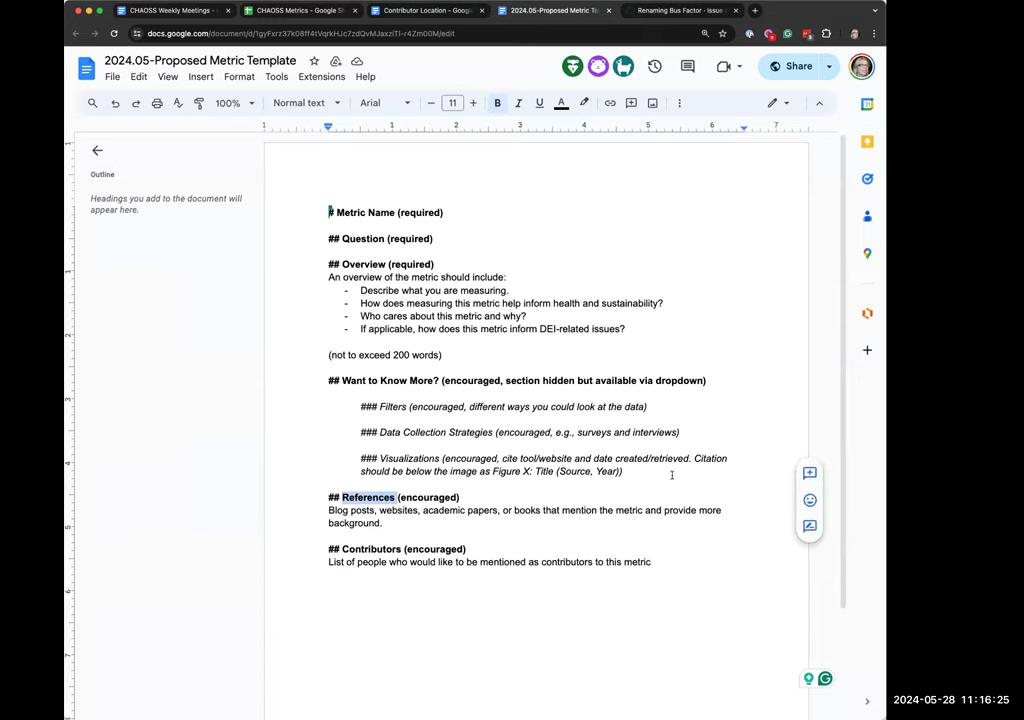 CHAOSS Weekly Meetings -
CHAOSS Metrics - Google Sh
Contributor Location - Googl
2024.05-Proposed Metric Te
Renaming Bus Factor · Issue
docs.google.com/document/d/1gyFxrz37k08ff4tVqrkHJc7zdQvMJaxziTl-r4Zm00M/edit
2024.05-Proposed Metric Template
File Edit View Insert Format Tools Extensions Help
Share
100% Normal text Arial 11 B I U A
1 1 2 3 4 5 6 7
Outline
Headings you add to the document will
appear here.
# Metric Name (required)
## Question (required)
## Overview (required)
An overview of the metric should include:
- Describe what you are measuring.
- How does measuring this metric help inform health and sustainability?
- Who cares about this metric and why?
- If applicable, how does this metric inform DEI-related issues?
(not to exceed 200 words)
## Want to Know More? (encouraged, section hidden but available via dropdown)
### Filters (encouraged, different ways you could look at the data)
### Data Collection Strategies (encouraged, e.g., surveys and interviews)
### Visualizations (encouraged, cite tool/website and date created/retrieved. Citation
should be below the image as Figure X: Title (Source, Year))
## References (encouraged)
Blog posts, websites, academic papers, or books that mention the metric and provide more
background.
## Contributors (encouraged)
List of people who would like to be mentioned as contributors to this metric
2024-05-28 11:16:25